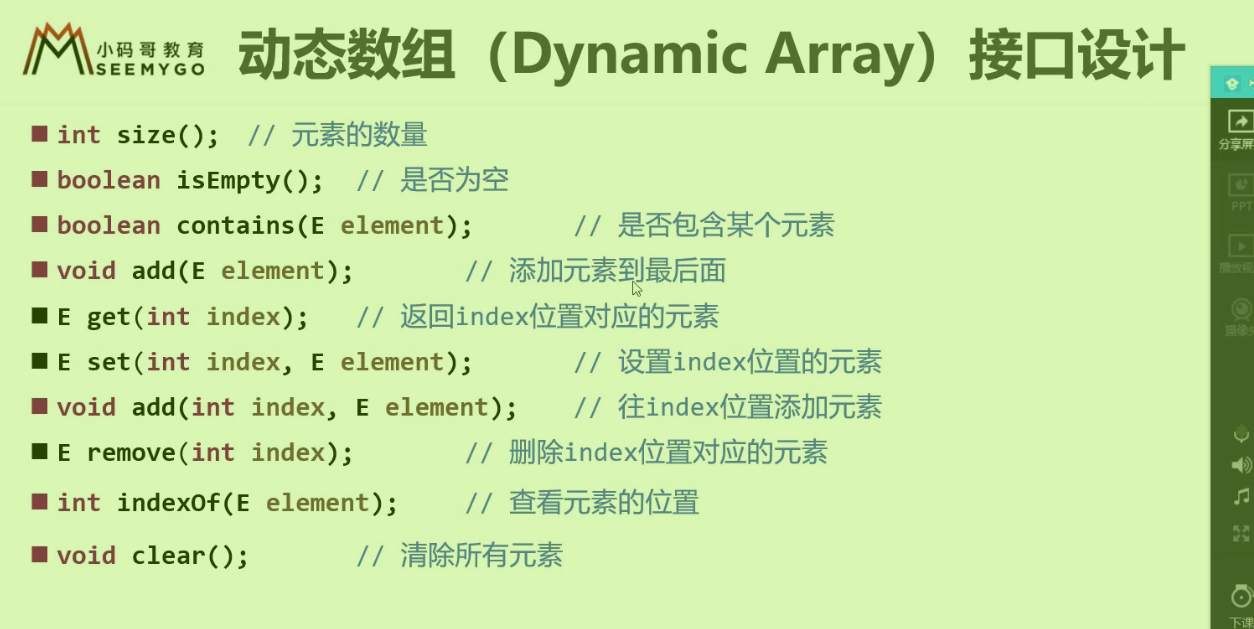 小码哥教育
SEEMYGO
动态数组（Dynamic Array）接口设计
int size(); // 元素的数量
boolean isEmpty(); // 是否为空
boolean contains(E element); // 是否包含某个元素
void add(E element); // 添加元素到最后面
E get(int index); // 返回index位置对应的元素
E set(int index, E element); // 设置index位置的元素
void add(int index, E element); // 往index位置添加元素
E remove(int index); // 删除index位置对应的元素
int indexOf(E element); // 查看元素的位置
void clear(); // 清除所有元素
分享屏
PPT
播放视
摄像头
下课